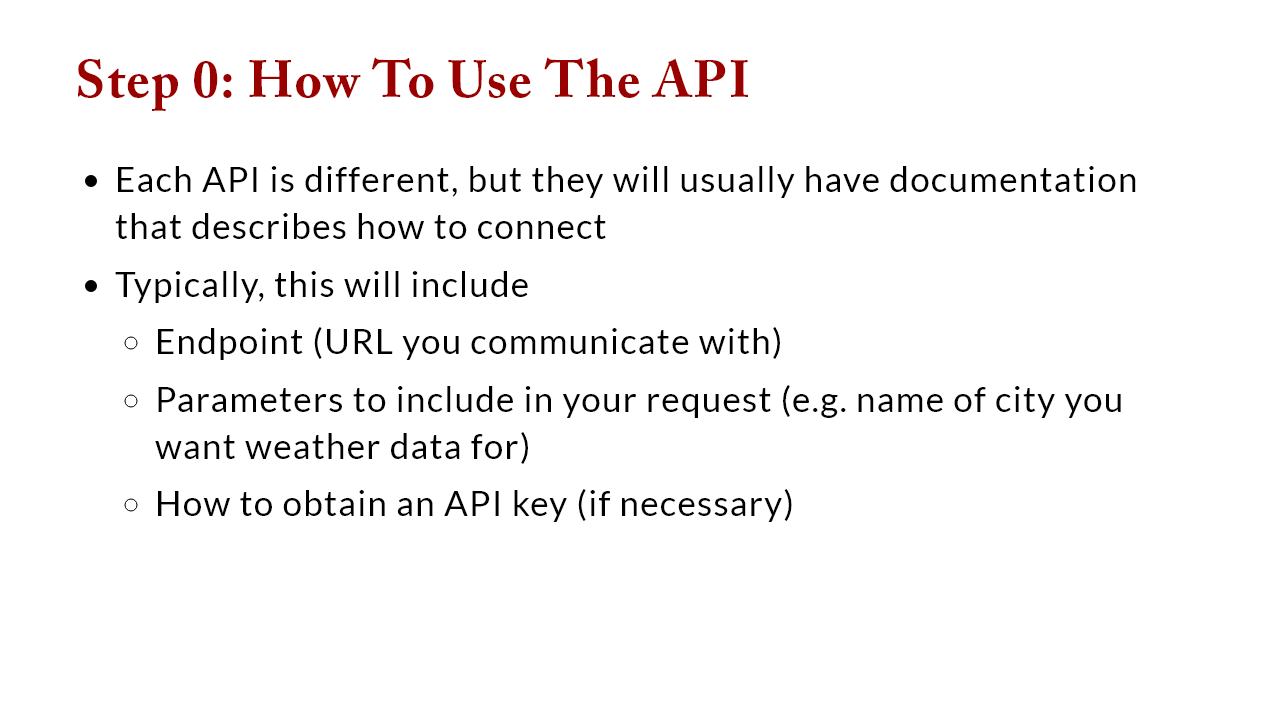 Step 0: How To Use The API
• Each API is different, but they will usually have documentation
that describes how to connect
• Typically, this will include
○ Endpoint (URL you communicate with)
○ Parameters to include in your request (e.g. name of city you
want weather data for)
○ How to obtain an API key (if necessary)